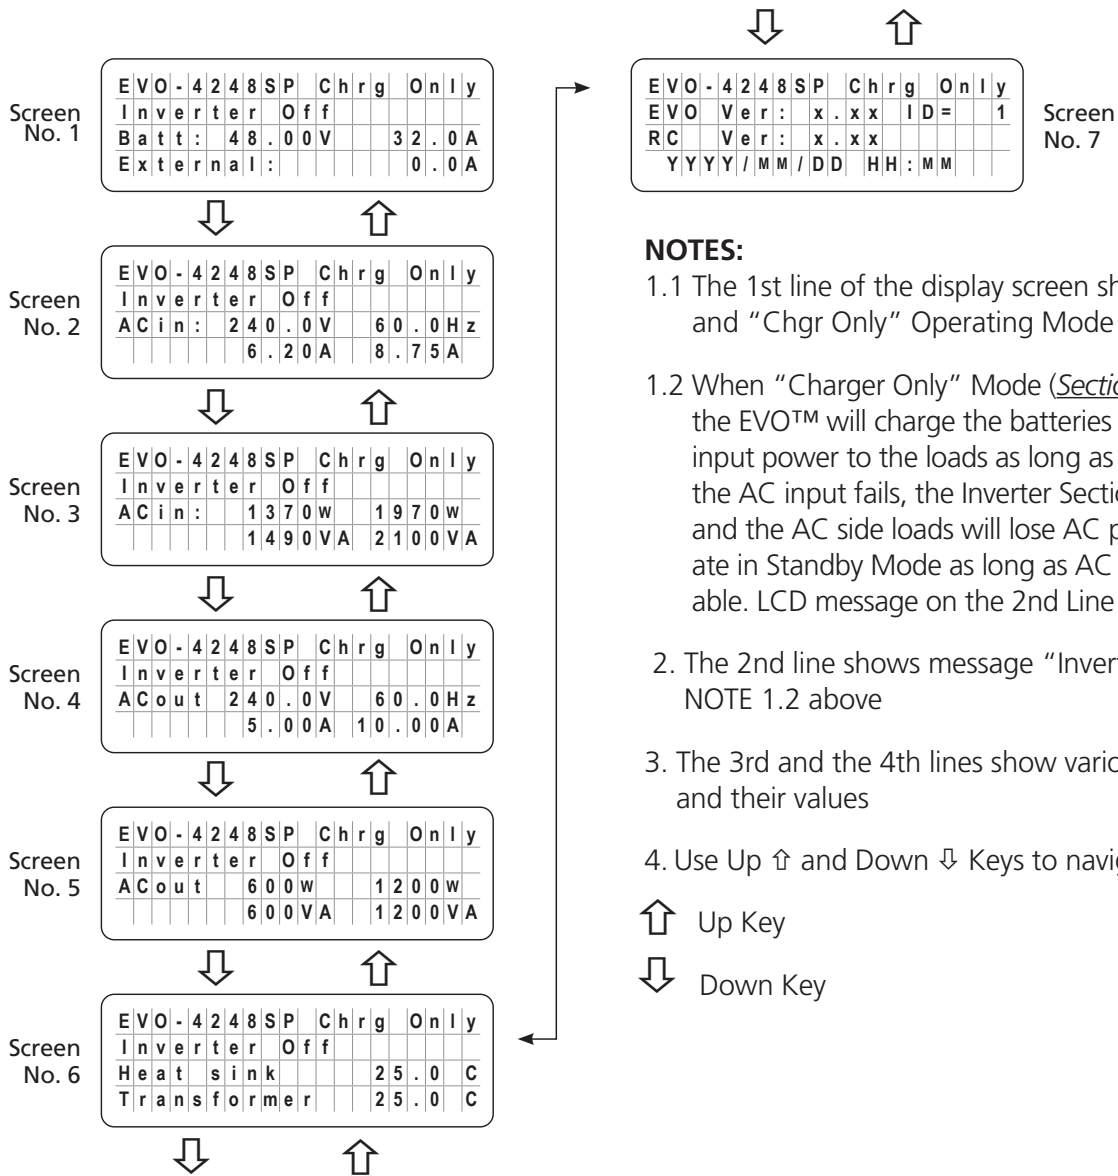 Screen
No. 1
EVO-4248SP Chrg Only
Inverter Off
Batt: 48.00V 32.0A
External: 0.0A
Screen
No. 2
EVO-4248SP Chrg Only
Inverter Off
ACin: 240.0V 60.0Hz
6.20A 8.75A
Screen
No. 3
EVO-4248SP Chrg Only
Inverter Off
ACin: 1370W 1970W
1490VA 2100VA
Screen
No. 4
EVO-4248SP Chrg Only
Inverter Off
ACout 240.0V 60.0Hz
5.00A 10.00A
Screen
No. 5
EVO-4248SP Chrg Only
Inverter Off
ACout 600W 1200W
600VA 1200VA
Screen
No. 6
EVO-4248SP Chrg Only
Inverter Off
Heat sink 25.0 C
Transformer 25.0 C
EVO-4248SP Chrg Only
EVO Ver: x.xx ID= 1
RC Ver: x.xx
YYYY/MM/DD HH:MM
Screen
No. 7
NOTES:
1.1 The 1st line of the display screen sh
and “Chgr Only” Operating Mode
1.2 When “Charger Only” Mode (Sectio
the EVO™ will charge the batteries
input power to the loads as long as
the AC input fails, the Inverter Secti
and the AC side loads will lose AC p
ate in Standby Mode as long as AC
able. LCD message on the 2nd Line
2. The 2nd line shows message “Invert
NOTE 1.2 above
3. The 3rd and the 4th lines show vario
and their values
4. Use Up ⇧ and Down ⇩ Keys to navig
⇧ Up Key
⇩ Down Key